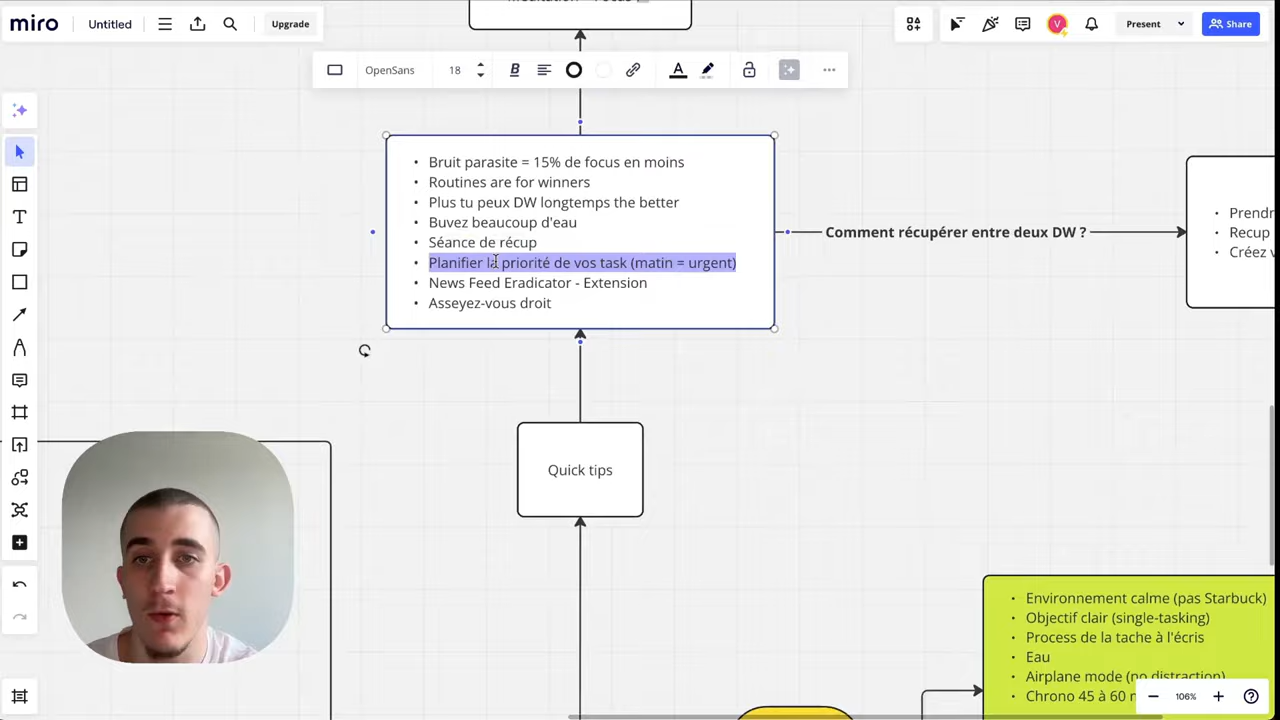 miro
Untitled
Upgrade
Present
Share
V
OpenSans
18
B
A
• Bruit parasite = 15% de focus en moins
• Routines are for winners
• Plus tu peux DW longtemps the better
• Buvez beaucoup d'eau
• Séance de récup
• Planifier la priorité de vos task (matin = urgent)
• News Feed Eradicator - Extension
• Asseyez-vous droit
Comment récupérer entre deux DW ?
• Prendr
• Recup
• Créez v
Quick tips
• Environnement calme (pas Starbuck)
• Objectif clair (single-tasking)
• Process de la tache à l'écris
• Eau
• Airplane mode (no distraction)
• Chrono 45 à 60
106%